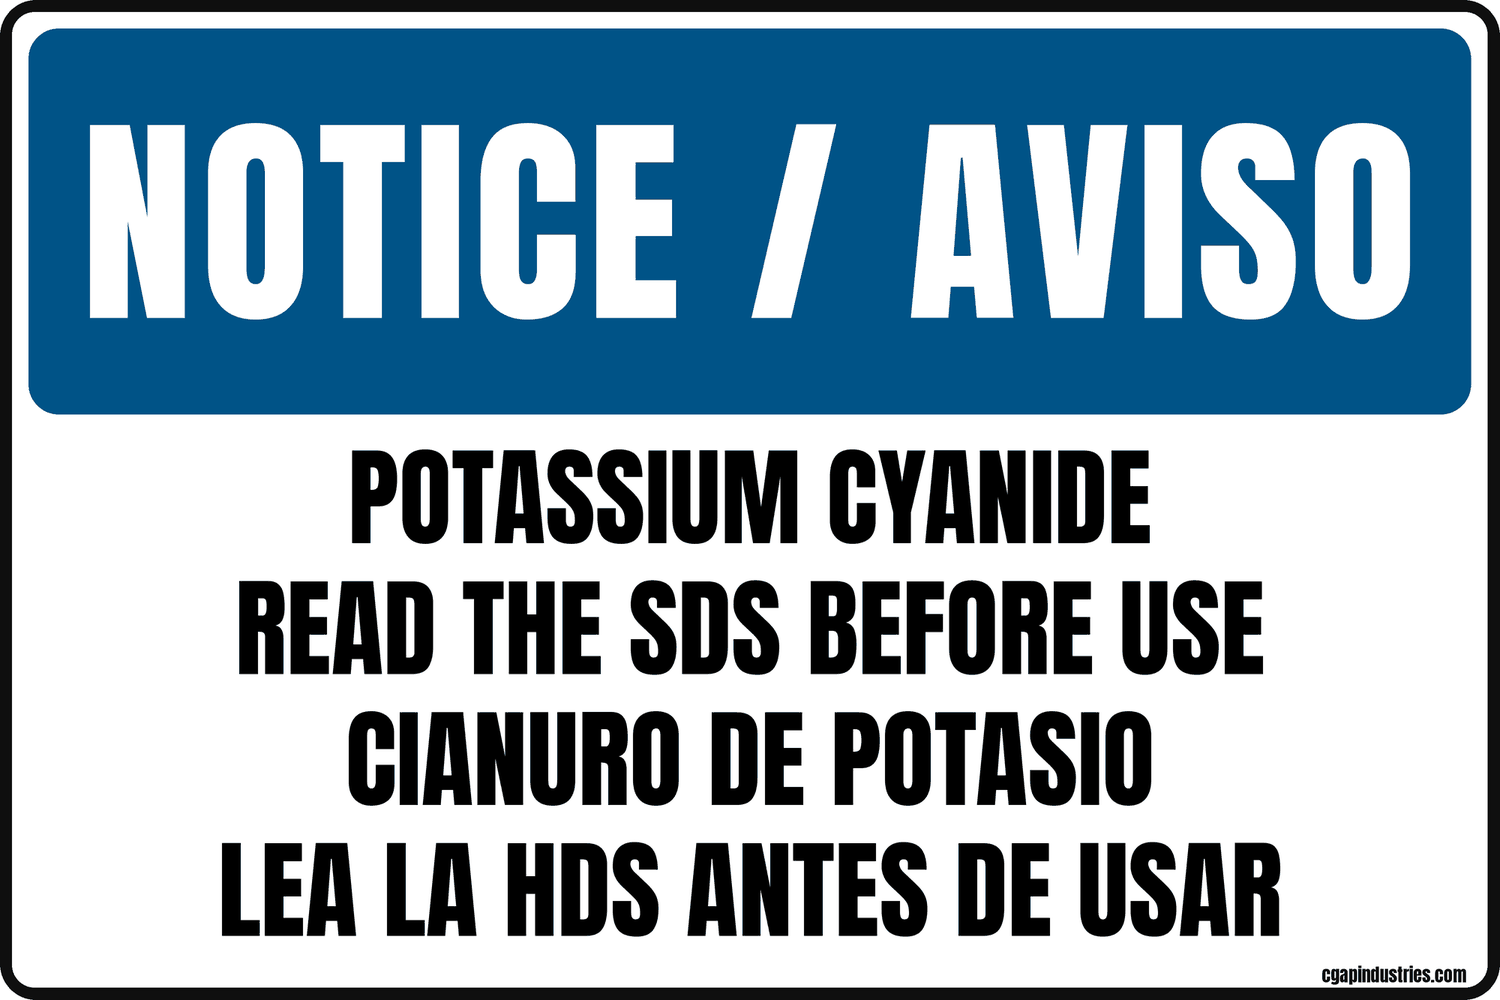 NOTICE / AVISO
POTASSIUM CYANIDE
READ THE SDS BEFORE USE
CIANURO DE POTASIO
LEA LA HDS ANTES DE USAR
cgapindustries.com